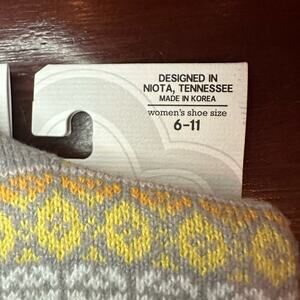 DESIGNED IN
NIOTA, TENNESSEE
MADE IN KOREA
women's shoe size
6-11